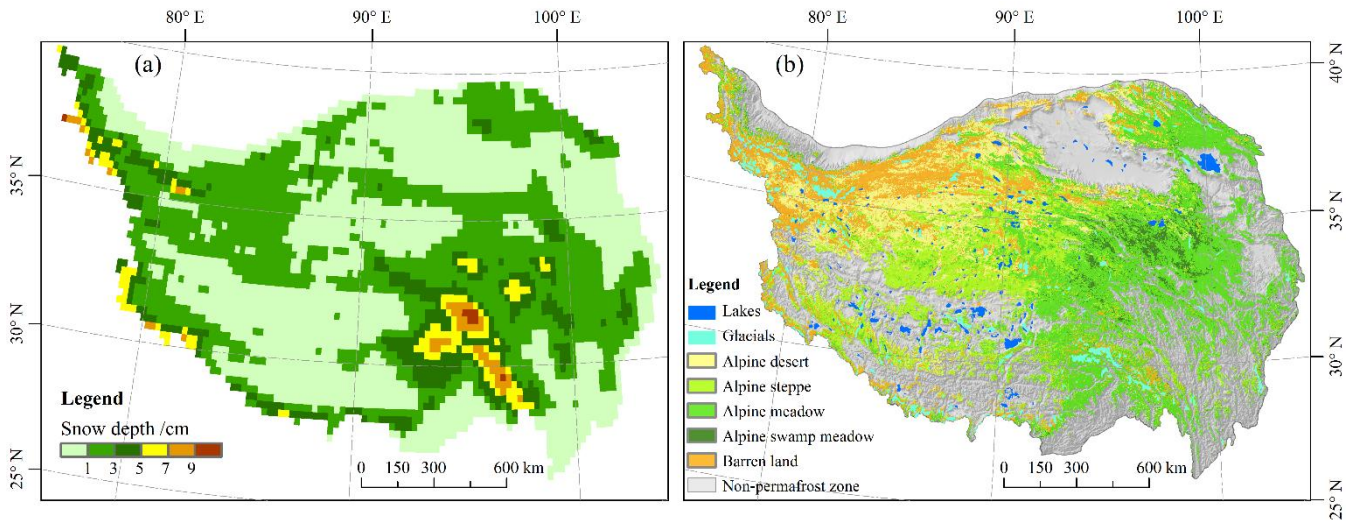 80° E 90° E 100° E
(a)
35° N
30° N
25° N
Legend
Snow depth /cm
1 3 5 7 9
0 150 300 600 km
80° E 90° E 100° E
(b)
40° N
35° N
30° N
25° N
Legend
Lakes
Glacials
Alpine desert
Alpine steppe
Alpine meadow
Alpine swamp meadow
Barren land
Non-permafrost zone
0 150 300 600 km